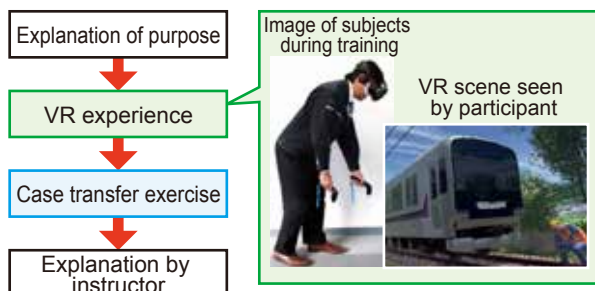 Explanation of purpose
VR experience
Case transfer exercise
Explanation by
instructor
Image of subjects
during training
VR scene seen
by participant